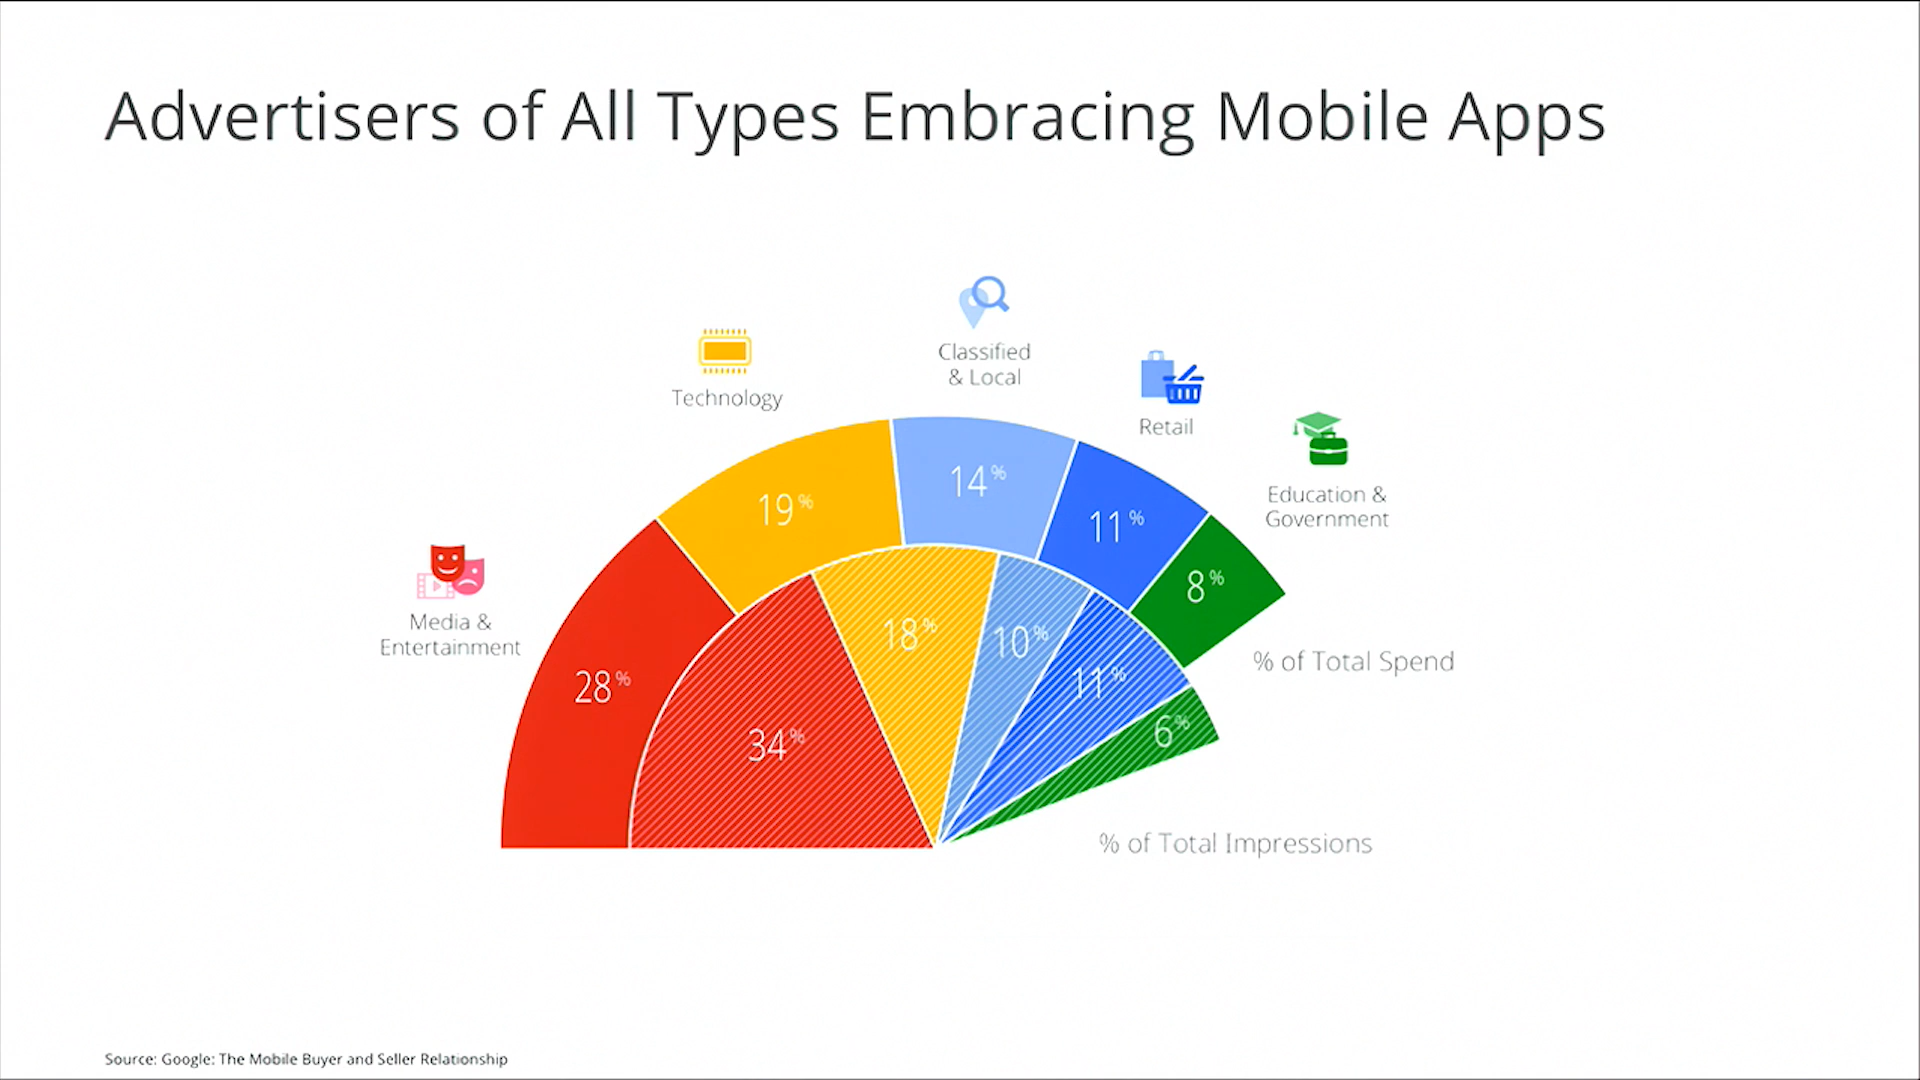 Advertisers of All Types Embracing Mobile Apps
Classified
& Local
Technology
Retail
Education &
Government
Media &
Entertainment
28%
19%
14%
11%
8%
% of Total Spend
34%
18%
10%
11%
6%
% of Total Impressions
Source: Google: The Mobile Buyer and Seller Relationship